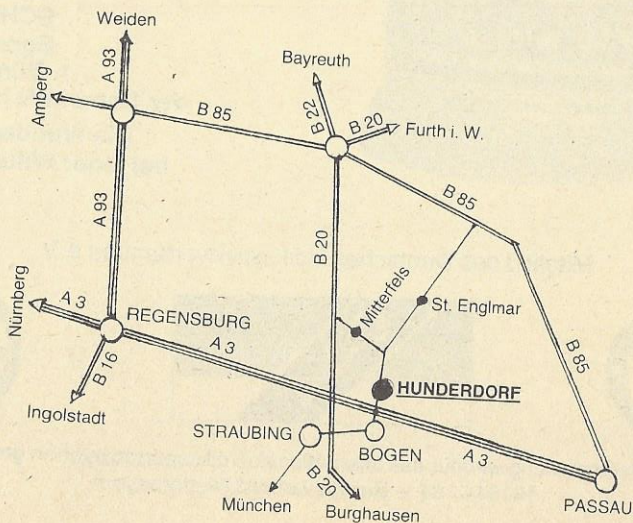 Weiden
A 93
Bayreuth
Amberg
B 85
B 22
B 20
Furth i. W.
A 93
B 85
B 20
Nürnberg
A 3
REGENSBURG
Mitterfels
St. Englmar
A 3
B 16
B 85
HUNDERDORF
Ingolstadt
STRAUBING
BOGEN
A 3
B 20
München
Burghausen
PASSAU